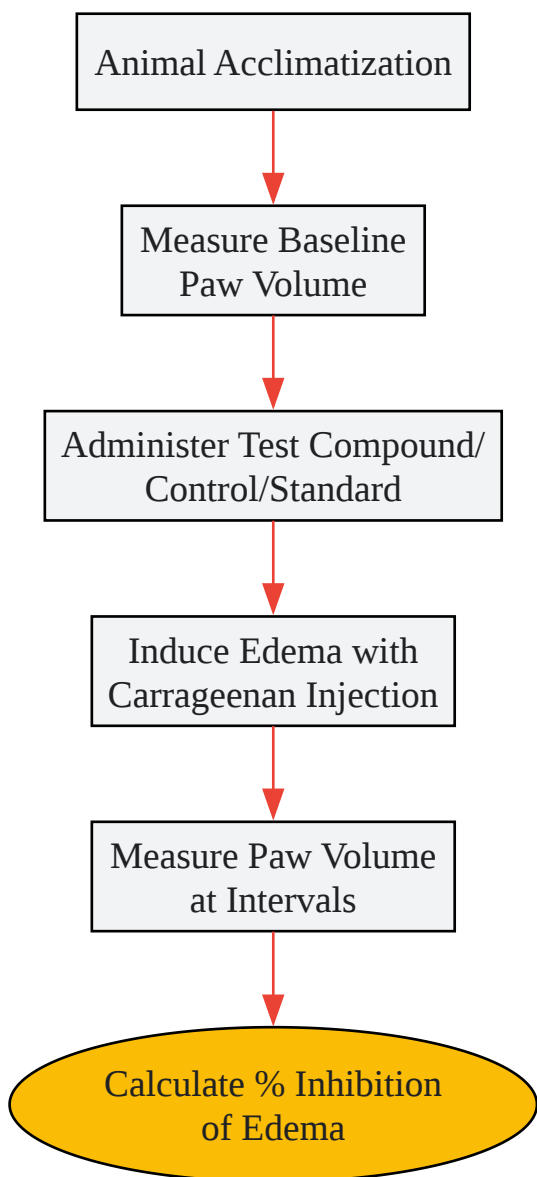 Animal Acclimatization
Measure Baseline
Paw Volume
Administer Test Compound/
Control/Standard
Induce Edema with
Carrageenan Injection
Measure Paw Volume
at Intervals
Calculate % Inhibition
of Edema